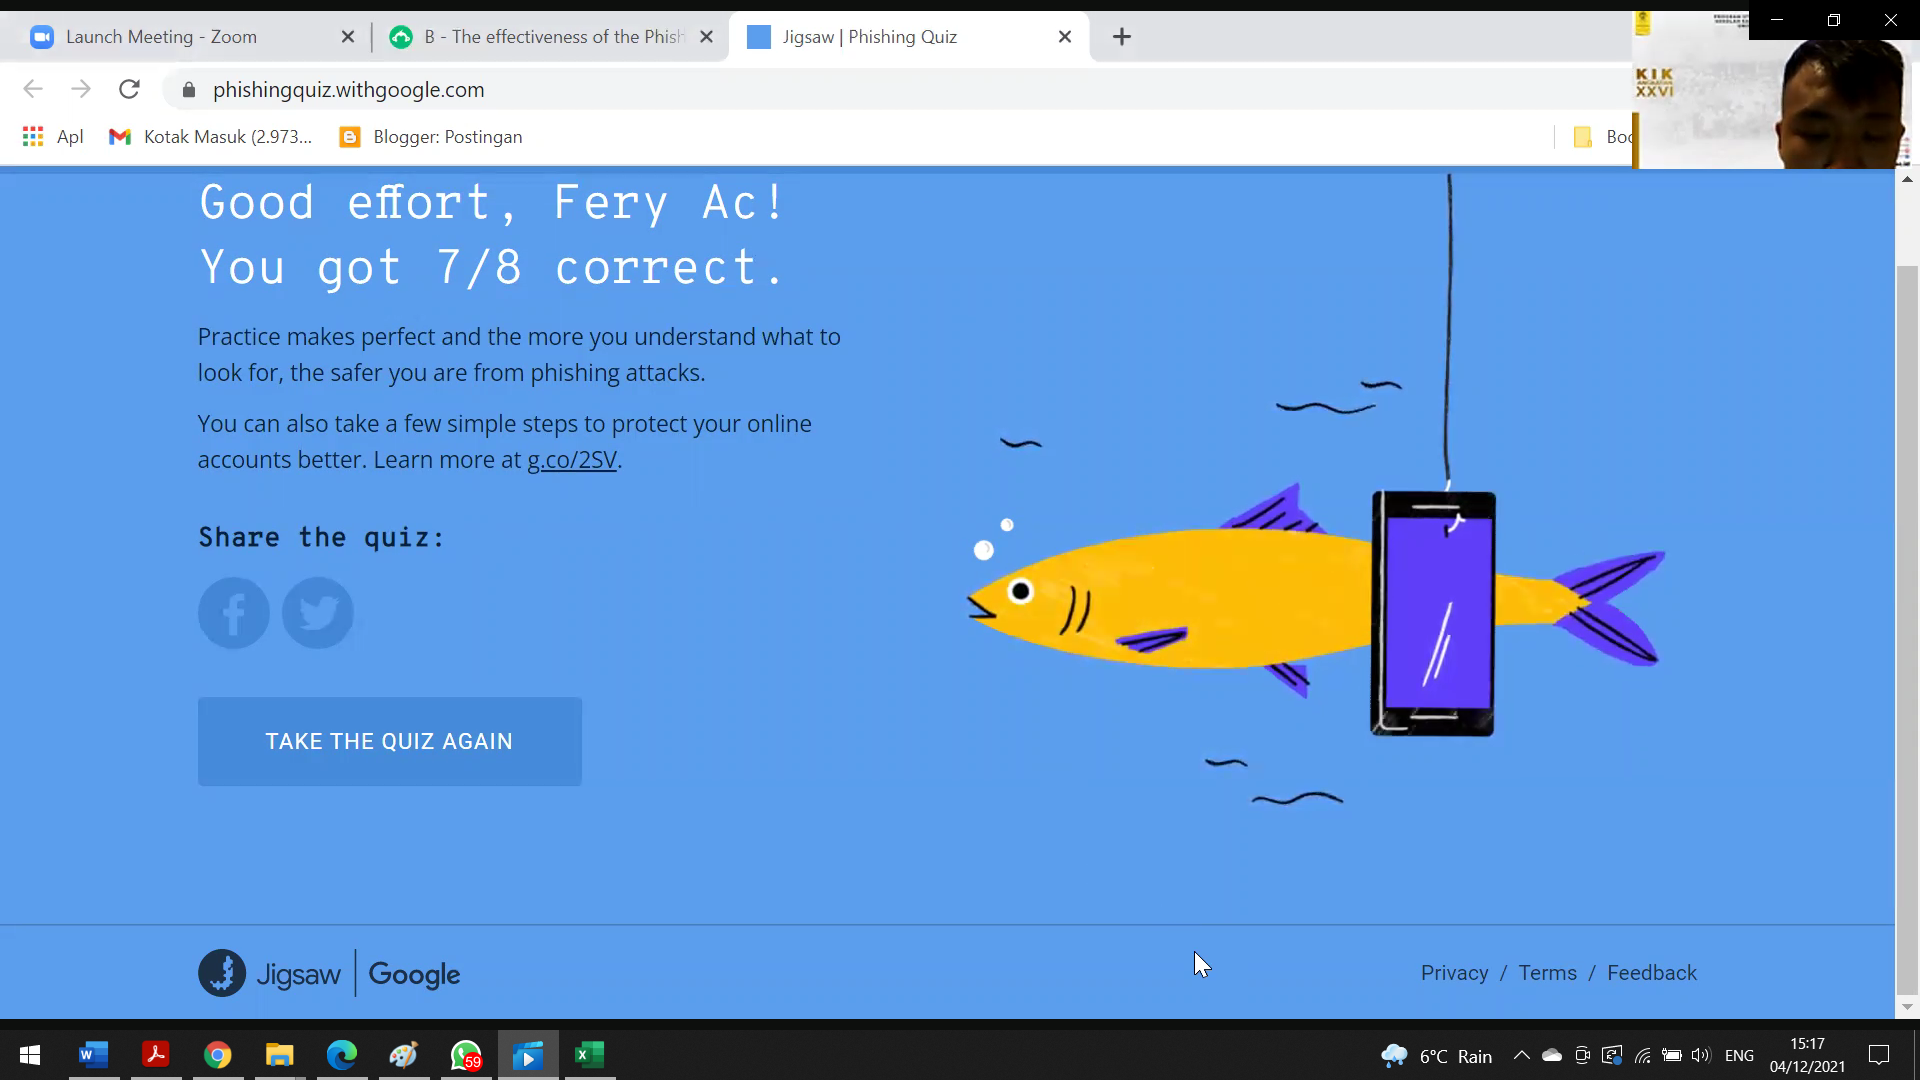 Launch Meeting - Zoom
B - The effectiveness of the Phish
Jigsaw | Phishing Quiz
phishingquiz.withgoogle.com
Apl
Kotak Masuk (2.973...
Blogger: Postingan
KIK
XXVI
Good effort, Fery Ac!
You got 7/8 correct.
Practice makes perfect and the more you understand what to
look for, the safer you are from phishing attacks.
You can also take a few simple steps to protect your online
accounts better. Learn more at g.co/2SV.
Share the quiz:
TAKE THE QUIZ AGAIN
Jigsaw | Google
Privacy / Terms / Feedback
59
6°C Rain
ENG
15:17
04/12/2021